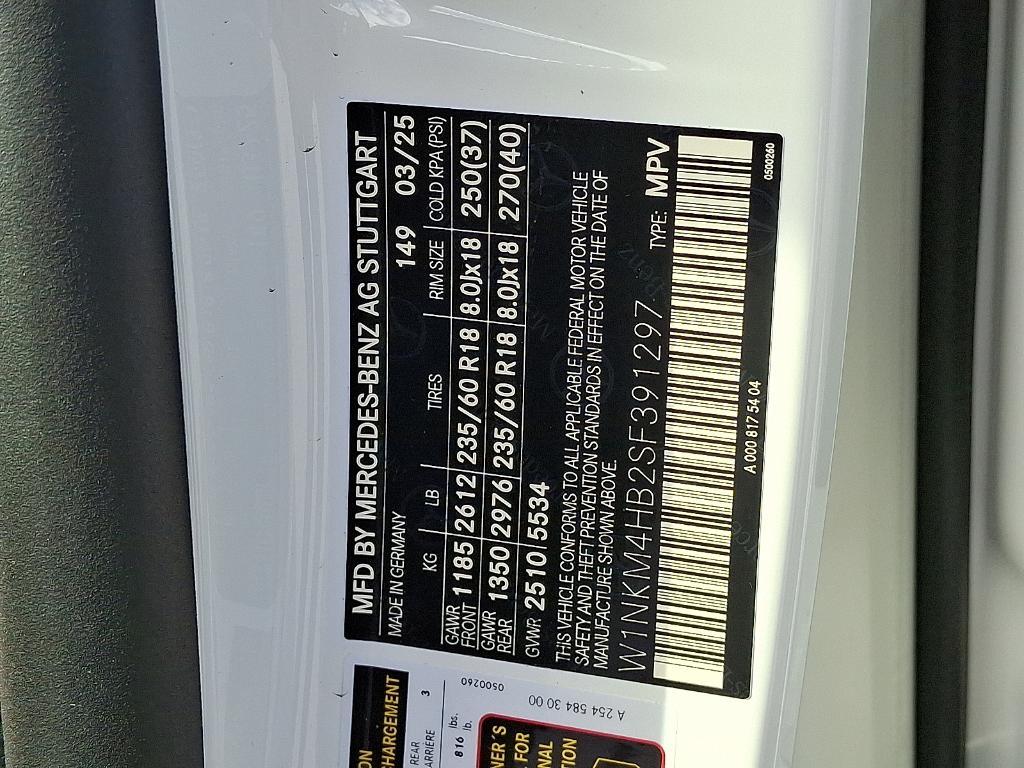 MFD BY MERCEDES-BENZ AG STUTTGART
MADE IN GERMANY 149 03/25
KG LB TIRES RIM SIZE COLD KPA (PSI)
GAWR FRONT 1185 2612 235/60 R18 8.0Jx18 250(37)
GAWR REAR 1350 2976 235/60 R18 8.0Jx18 270(40)
GVWR 2510 5534
THIS VEHICLE CONFORMS TO ALL APPLICABLE FEDERAL MOTOR VEHICLE
SAFETY AND THEFT PREVENTION STANDARDS IN EFFECT ON THE DATE OF
MANUFACTURE SHOWN ABOVE.
W1NKM4HB2SF391297 TYPE: MPV
A 000 817 54 04 0500260
CHARGEMENT
REAR 3
ARRIÈRE
816 lbs.
lb.
0500260
FOR
A 254 584 30 00